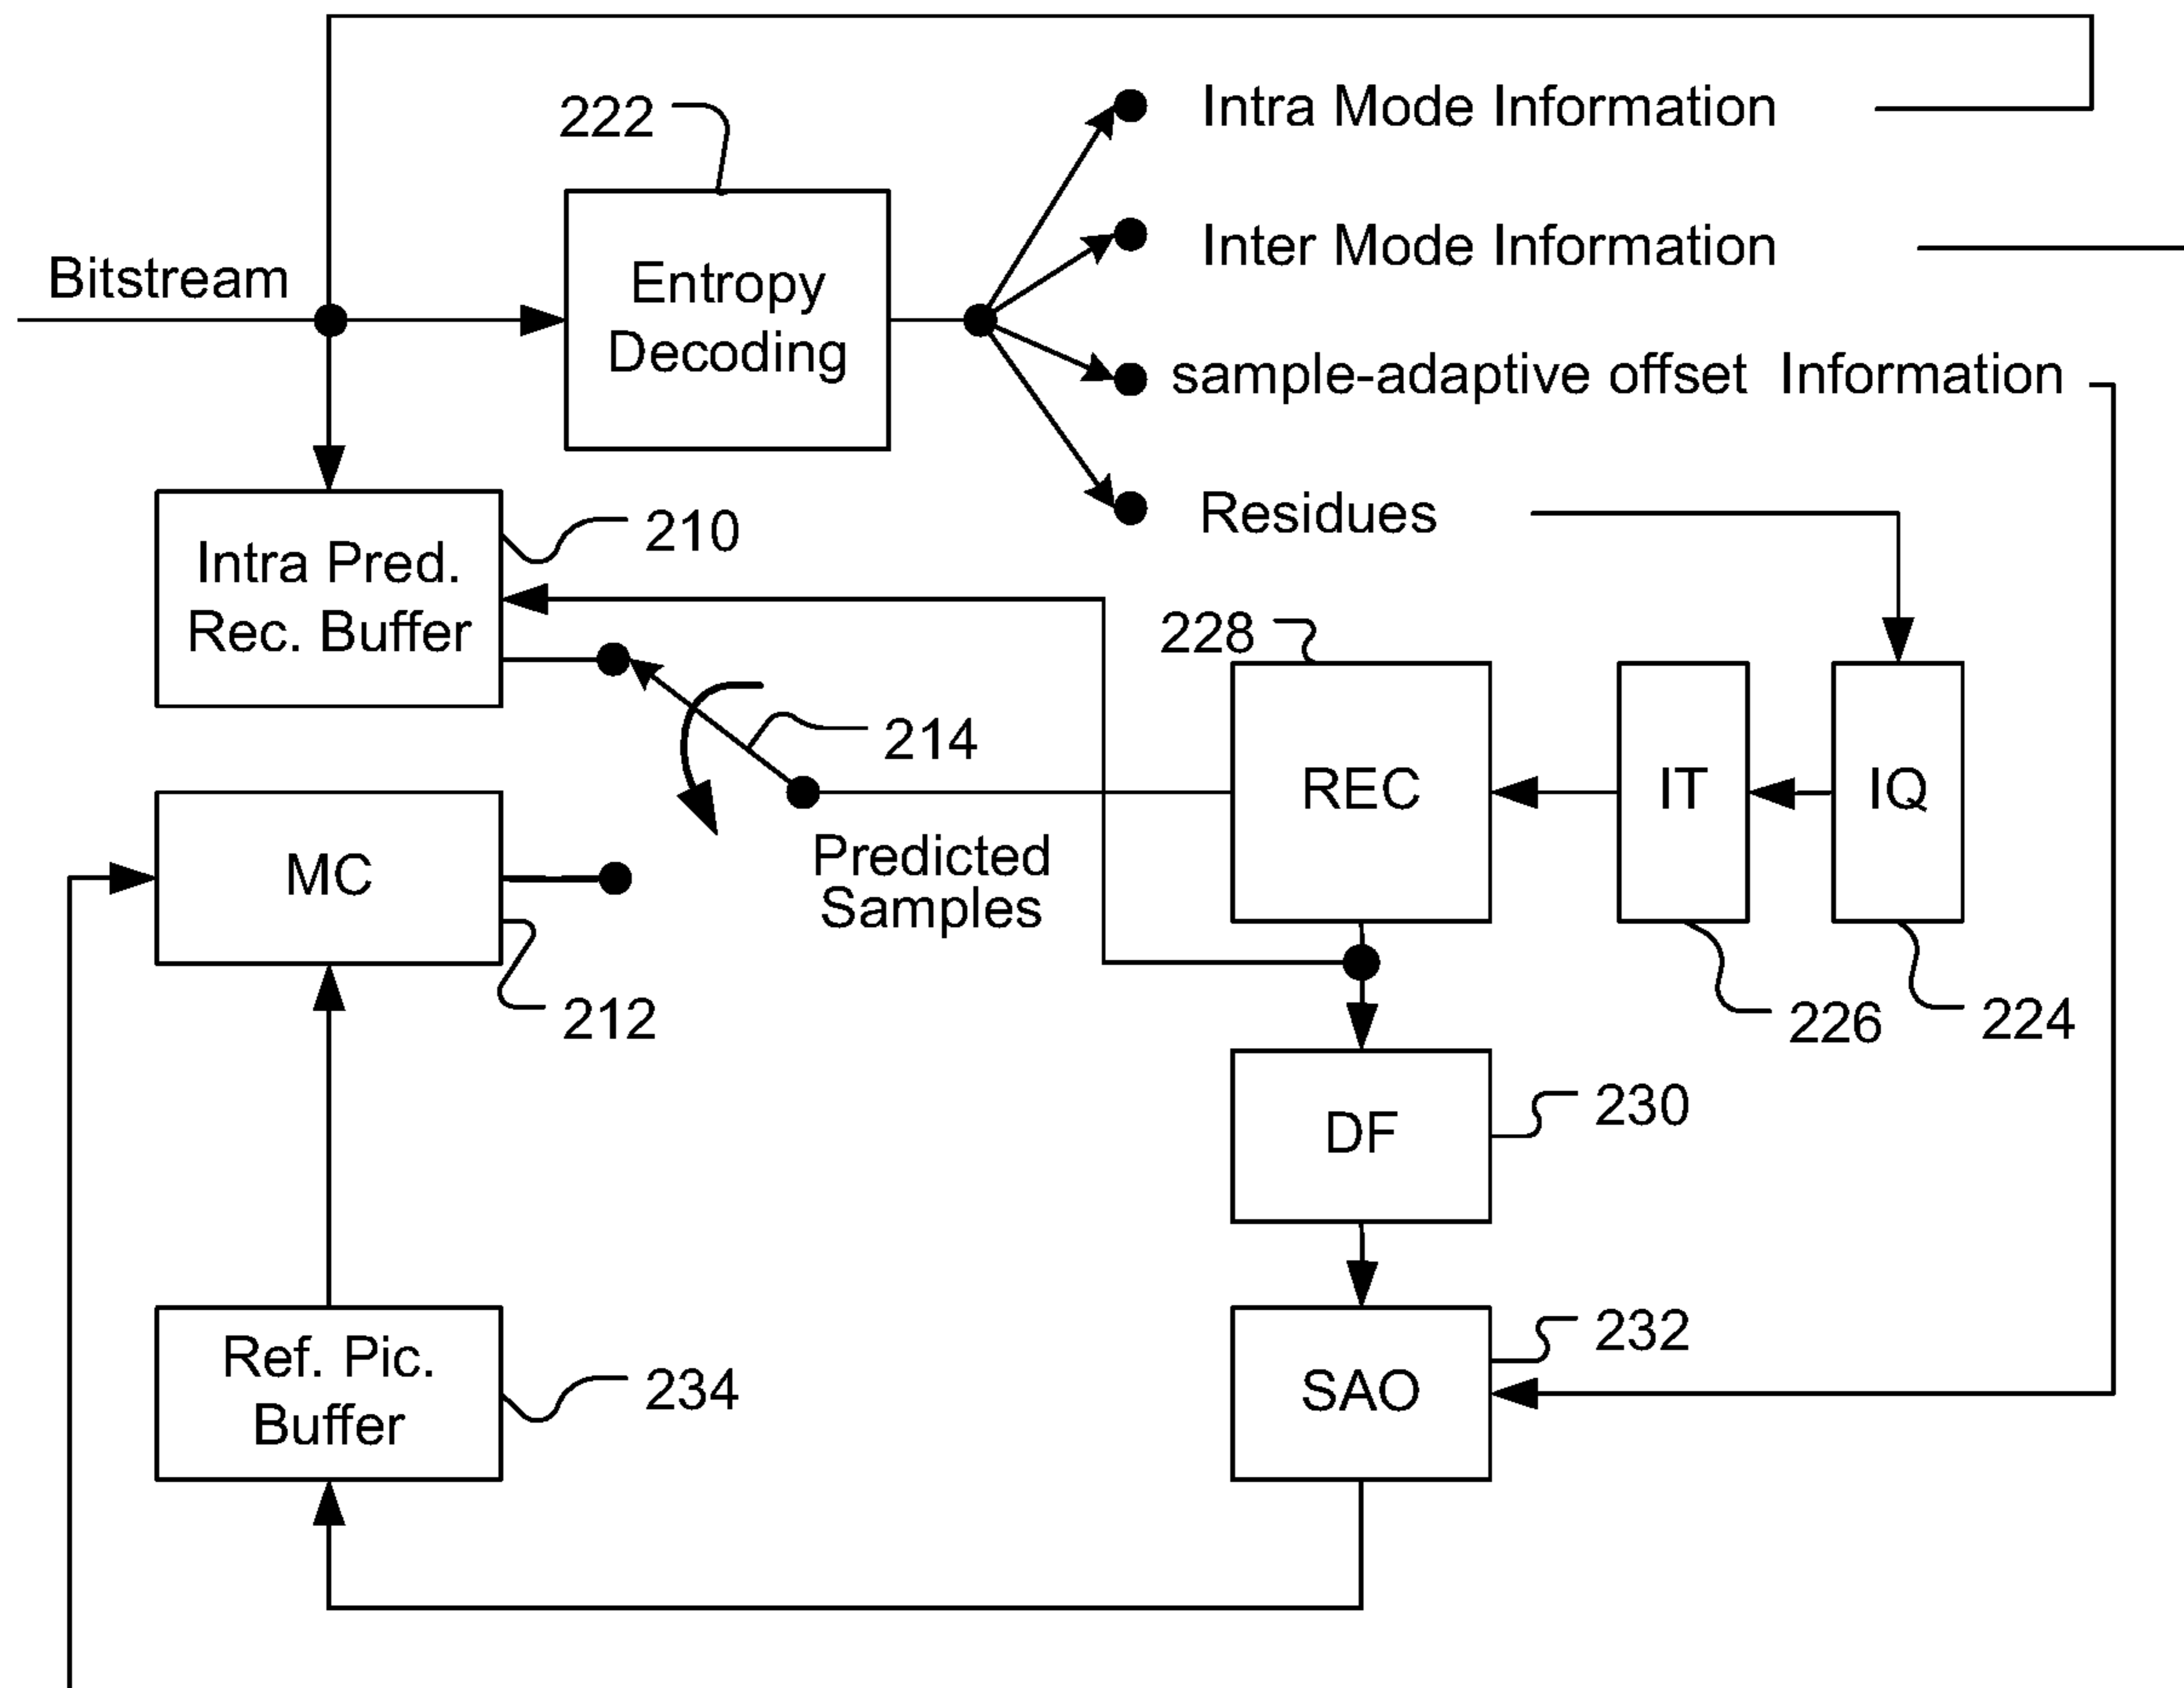 222
Intra Mode Information
Inter Mode Information
Bitstream
Entropy
Decoding
sample-adaptive offset Information
Residues
210
Intra Pred.
Rec. Buffer
228
214
REC
IT
IQ
MC
Predicted
Samples
212
226
224
DF
230
Ref. Pic.
Buffer
234
SAO
232